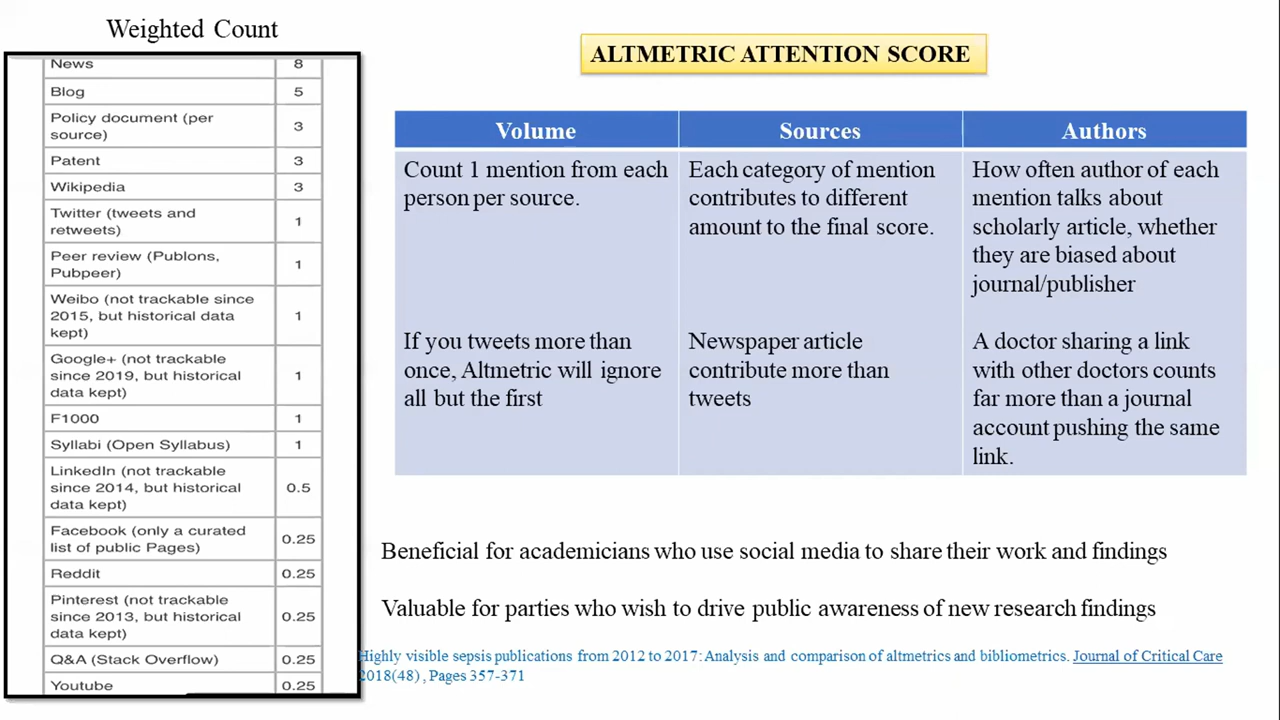 Weighted Count
News 8
Blog 5
Policy document (per
source) 3
Patent 3
Wikipedia 3
Twitter (tweets and
retweets) 1
Peer review (Publons,
Pubpeer) 1
Weibo (not trackable since
2015, but historical data
kept) 1
Google+ (not trackable
since 2019, but historical
data kept) 1
F1000 1
Syllabi (Open Syllabus) 1
LinkedIn (not trackable
since 2014, but historical
data kept) 0.5
Facebook (only a curated
list of public Pages) 0.25
Reddit 0.25
Pinterest (not trackable
since 2013, but historical
data kept) 0.25
Q&A (Stack Overflow) 0.25
Youtube 0.25
ALTMETRIC ATTENTION SCORE
Volume Sources Authors
Count 1 mention from each
person per source.
Each category of mention
contributes to different
amount to the final score.
How often author of each
mention talks about
scholarly article, whether
they are biased about
journal/publisher
If you tweets more than
once, Altmetric will ignore
all but the first
Newspaper article
contribute more than
tweets
A doctor sharing a link
with other doctors counts
far more than a journal
account pushing the same
link.
Beneficial for academicians who use social media to share their work and findings
Valuable for parties who wish to drive public awareness of new research findings
Highly visible sepsis publications from 2012 to 2017: Analysis and comparison of altmetrics and bibliometrics. Journal of Critical Care
2018(48) , Pages 357-371